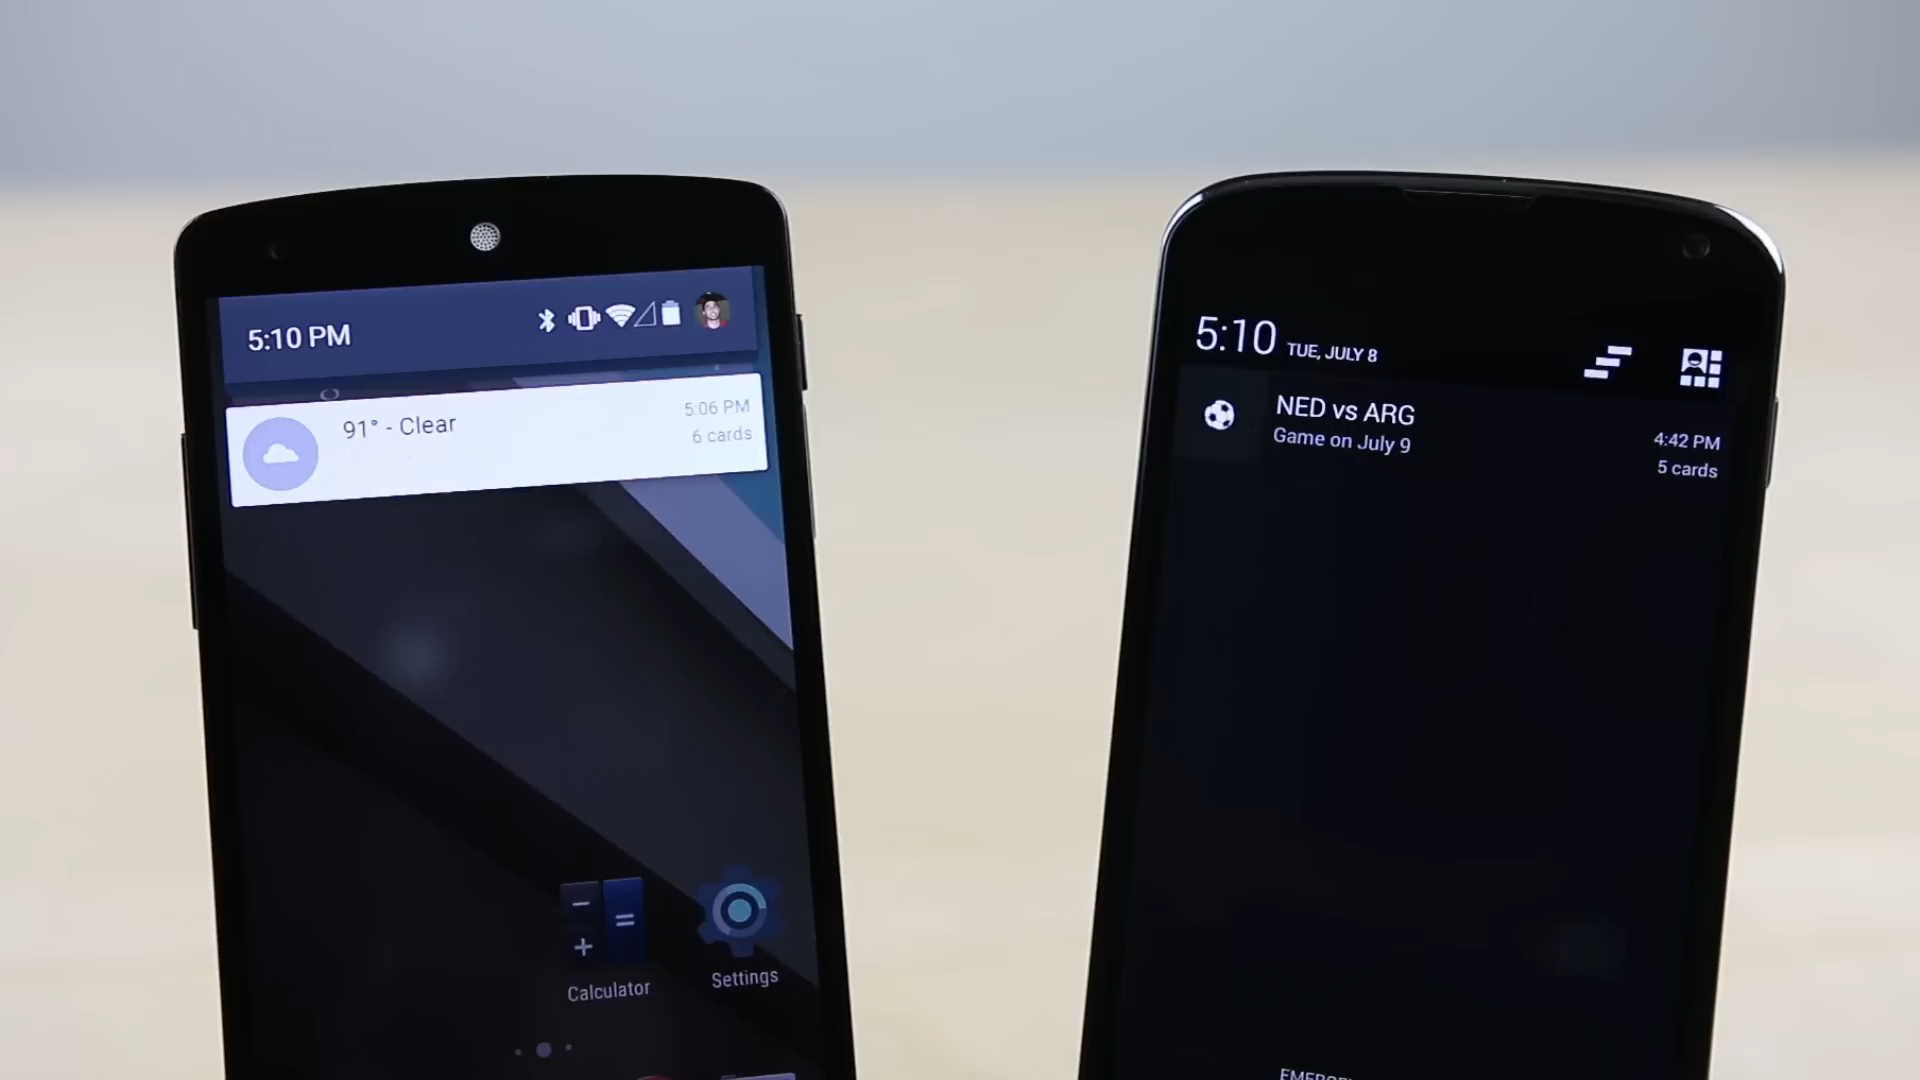 5:10 PM
91° - Clear
5:06 PM
6 cards
Calculator
Settings
5:10 TUE, JULY 8
NED vs ARG
Game on July 9
4:42 PM
5 cards